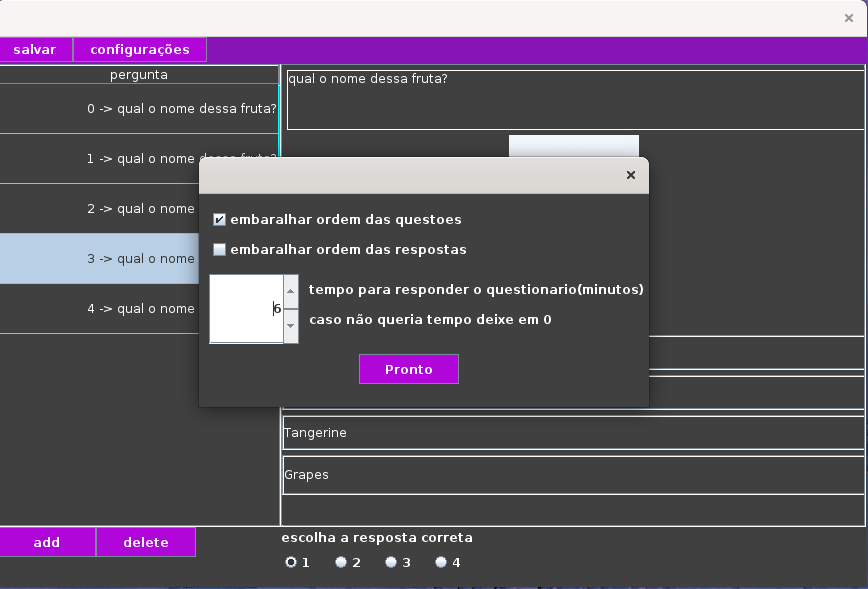 salvar configurações
pergunta
0 -> qual o nome dessa fruta?
1 -> qual o nome dessa fruta?
2 -> qual o nome
3 -> qual o nome
4 -> qual o nome
add delete
qual o nome dessa fruta?
embaralhar ordem das questoes
embaralhar ordem das respostas
6
tempo para responder o questionario(minutos)
caso não queria tempo deixe em 0
Pronto
Tangerine
Grapes
escolha a resposta correta
1 2 3 4